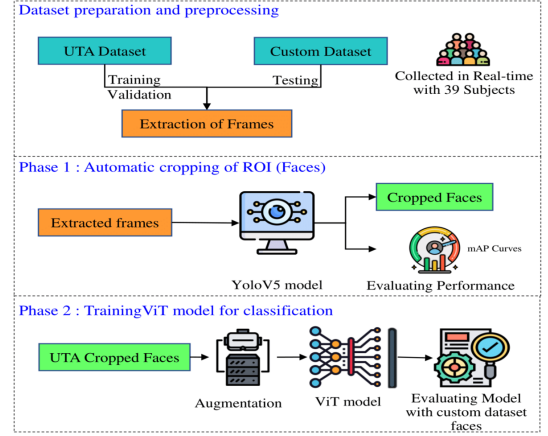 Dataset preparation and preprocessing
UTA Dataset
Custom Dataset
Training
Validation
Testing
Collected in Real-time
with 39 Subjects
Extraction of Frames
Phase 1 : Automatic cropping of ROI (Faces)
Extracted frames
Cropped Faces
mAP Curves
YoloV5 model
Evaluating Performance
Phase 2 : TrainingViT model for classification
UTA Cropped Faces
Augmentation
ViT model
Evaluating Model
with custom dataset
faces